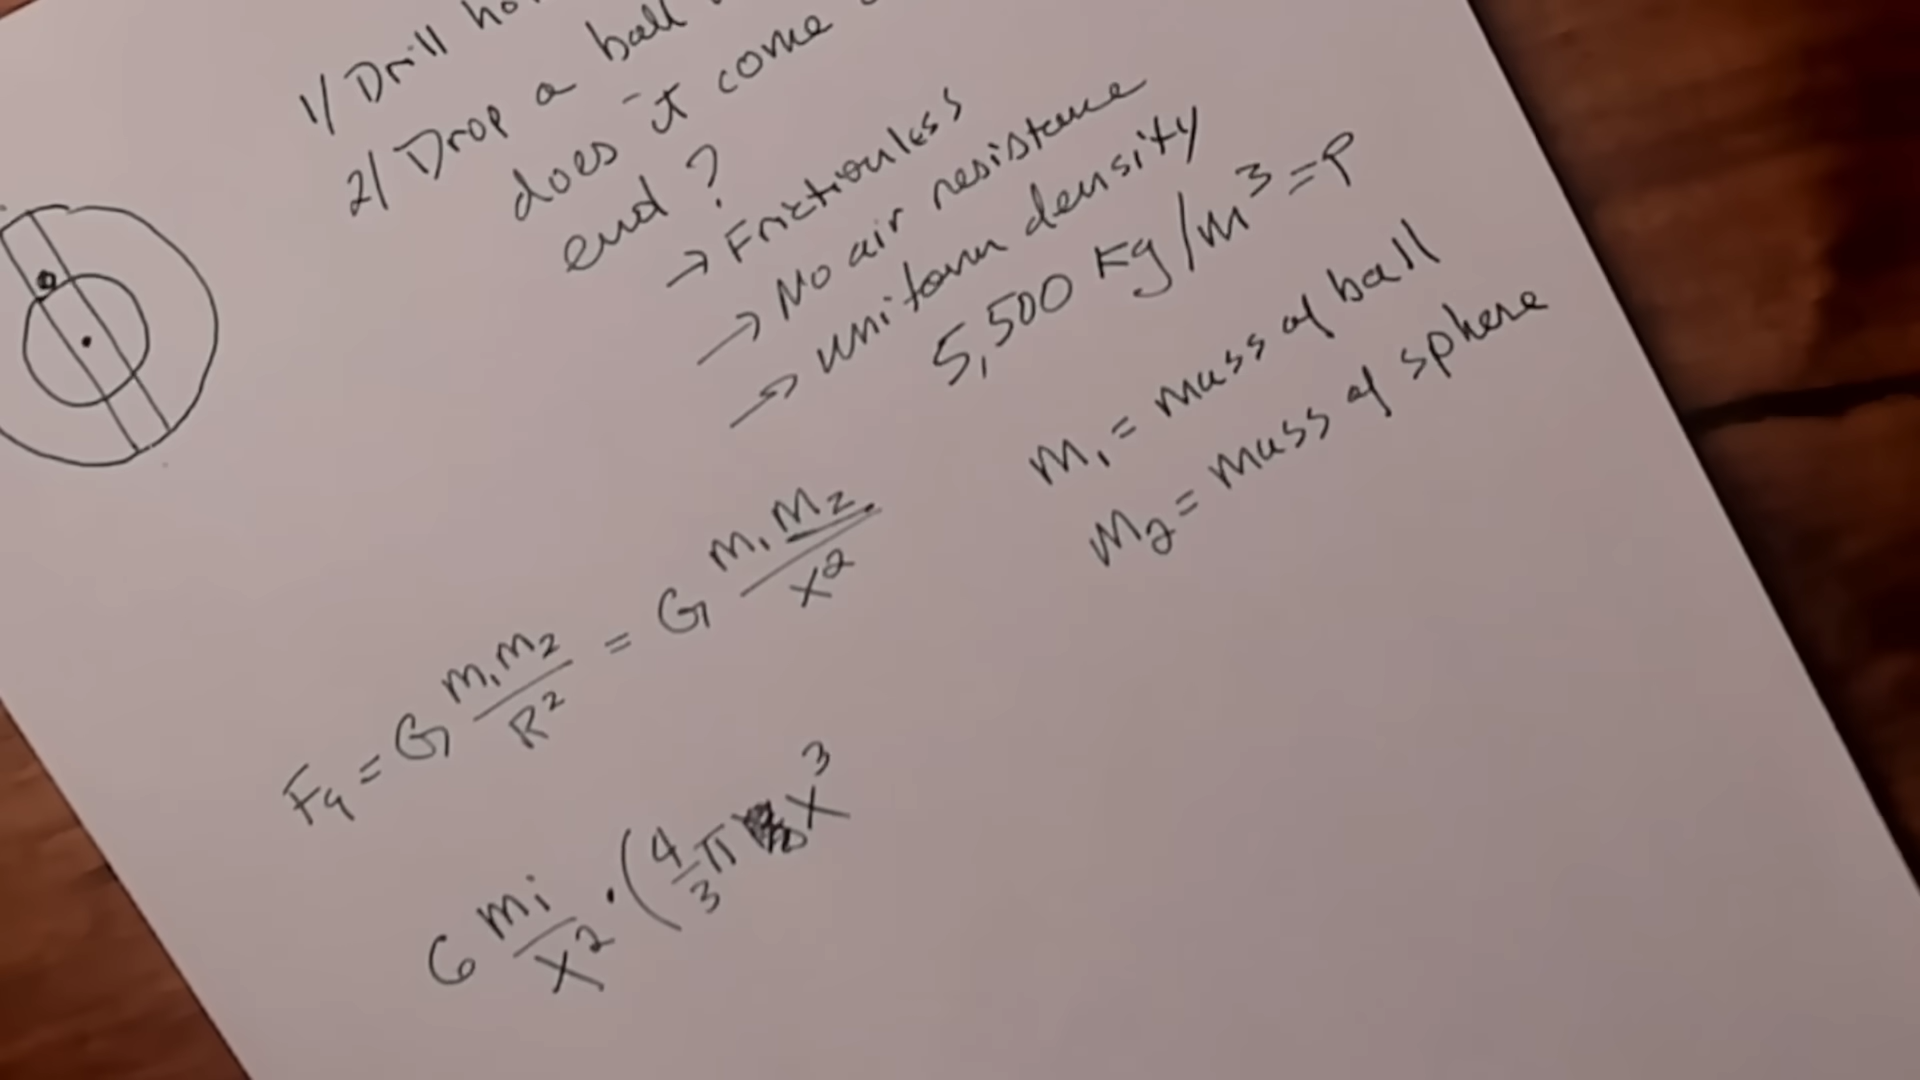 1/ Drill
2/ Drop a ball
does it come
end?
→ Frictionless
→ No air resistance
→ uniform density
5,500 kg/m³ = ρ
m₁ = mass of ball
m₂ = mass of sphere
Fg = G m₁m₂/R² = G m₁m₂/x²
G m₁/x² · (4/3 π x³